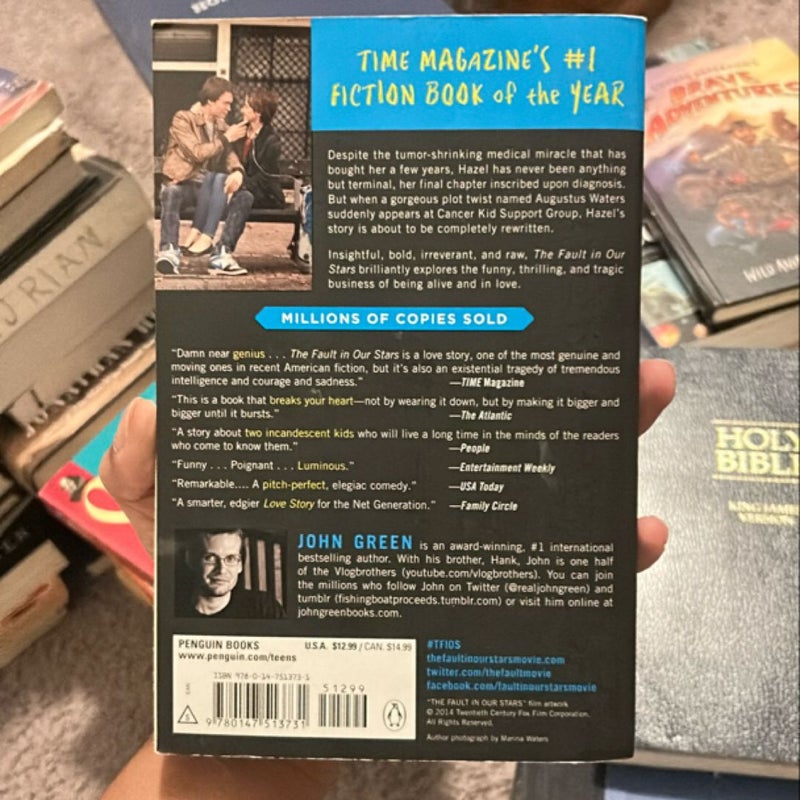 TIME MAGAZINE'S #1
FICTION BOOK of the YEAR
Despite the tumor-shrinking medical miracle that has
bought her a few years, Hazel has never been anything
but terminal, her final chapter inscribed upon diagnosis.
But when a gorgeous plot twist named Augustus Waters
suddenly appears at Cancer Kid Support Group, Hazel's
story is about to be completely rewritten.
Insightful, bold, irreverant, and raw, The Fault in Our
Stars brilliantly explores the funny, thrilling, and tragic
business of being alive and in love.
MILLIONS OF COPIES SOLD
"Damn near genius . . . The Fault in Our Stars is a love story, one of the most genuine and
moving ones in recent American fiction, but it's also an existential tragedy of tremendous
intelligence and courage and sadness." —TIME Magazine
"This is a book that breaks your heart—not by wearing it down, but by making it bigger and
bigger until it bursts." —The Atlantic
"A story about two incandescent kids who will live a long time in the minds of the readers
who come to know them." —People
"Funny . . . Poignant . . . Luminous." —Entertainment Weekly
"Remarkable.... A pitch-perfect, elegiac comedy." —USA Today
"A smarter, edgier Love Story for the Net Generation." —Family Circle
JOHN GREEN is an award-winning, #1 international
bestselling author. With his brother, Hank, John is one half
of the Vlogbrothers (youtube.com/vlogbrothers). You can join
the millions who follow John on Twitter (@realjohngreen) and
tumblr (fishingboatproceeds.tumblr.com) or visit him online at
johngreenbooks.com.
PENGUIN BOOKS U.S.A. $12.99 / CAN. $14.99
www.penguin.com/teens
ISBN 978-0-14-751373-1
51299
EAN
S
9 780147 513731
#TFIOS
thefaultinourstarsmovie.com
twitter.com/thefaultmovie
facebook.com/faultinourstarsmovie
"THE FAULT IN OUR STARS" film artwork
© 2014 Twentieth Century Fox Film Corporation.
All Rights Reserved.
Author photograph by Marina Waters
BRAVE
ADVENTURES
HOLY
BIBLE
KING JAMES
VERSION